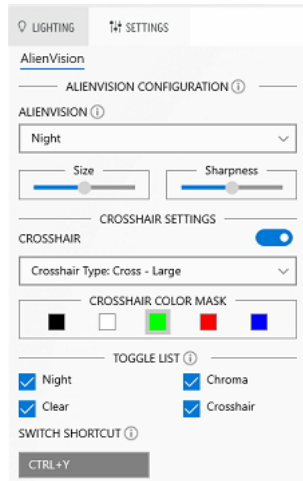 LIGHTING SETTINGS
AlienVision
ALIENVISION CONFIGURATION
ALIENVISION
Night
Size Sharpness
CROSSHAIR SETTINGS
CROSSHAIR
Crosshair Type: Cross - Large
CROSSHAIR COLOR MASK
TOGGLE LIST
Night Chroma
Clear Crosshair
SWITCH SHORTCUT
CTRL+Y